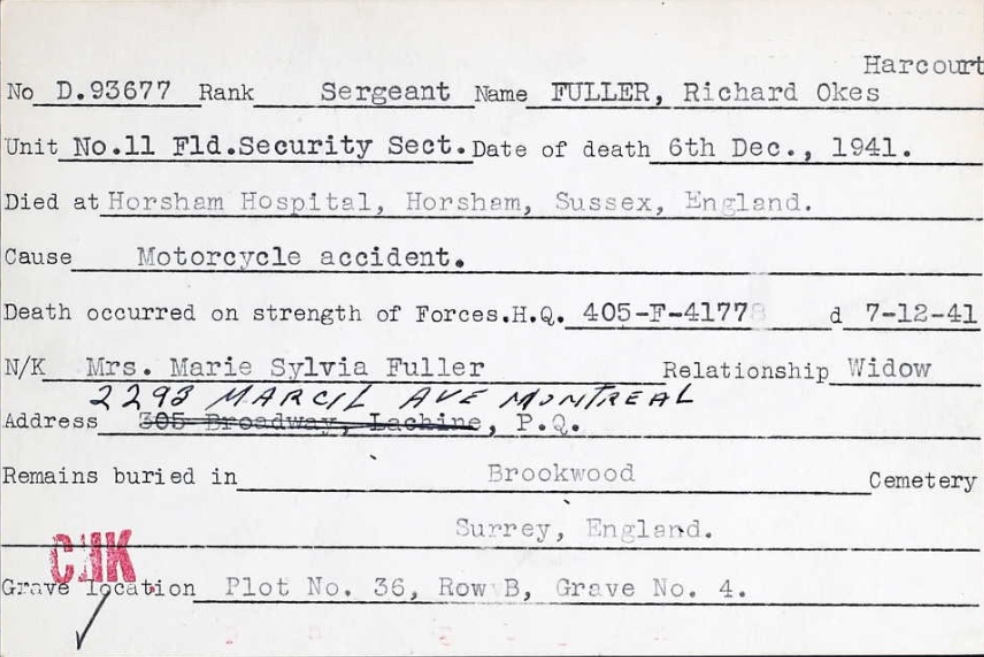 Harcourt
No D.93677 Rank Sergeant Name FULLER, Richard Okes
Unit No.11 Fld.Security Sect. Date of death 6th Dec., 1941.
Died at Horsham Hospital, Horsham, Sussex, England.
Cause Motorcycle accident.
Death occurred on strength of Forces.H.Q. 405-F-41778 d 7-12-41
N/K Mrs. Marie Sylvia Fuller Relationship Widow
2293 MARCIL AVE MONTREAL
Address 305 Broadway, Lachine, P.Q.
Remains buried in Brookwood Cemetery
Surrey, England.
Grave location Plot No. 36, Row B, Grave No. 4.